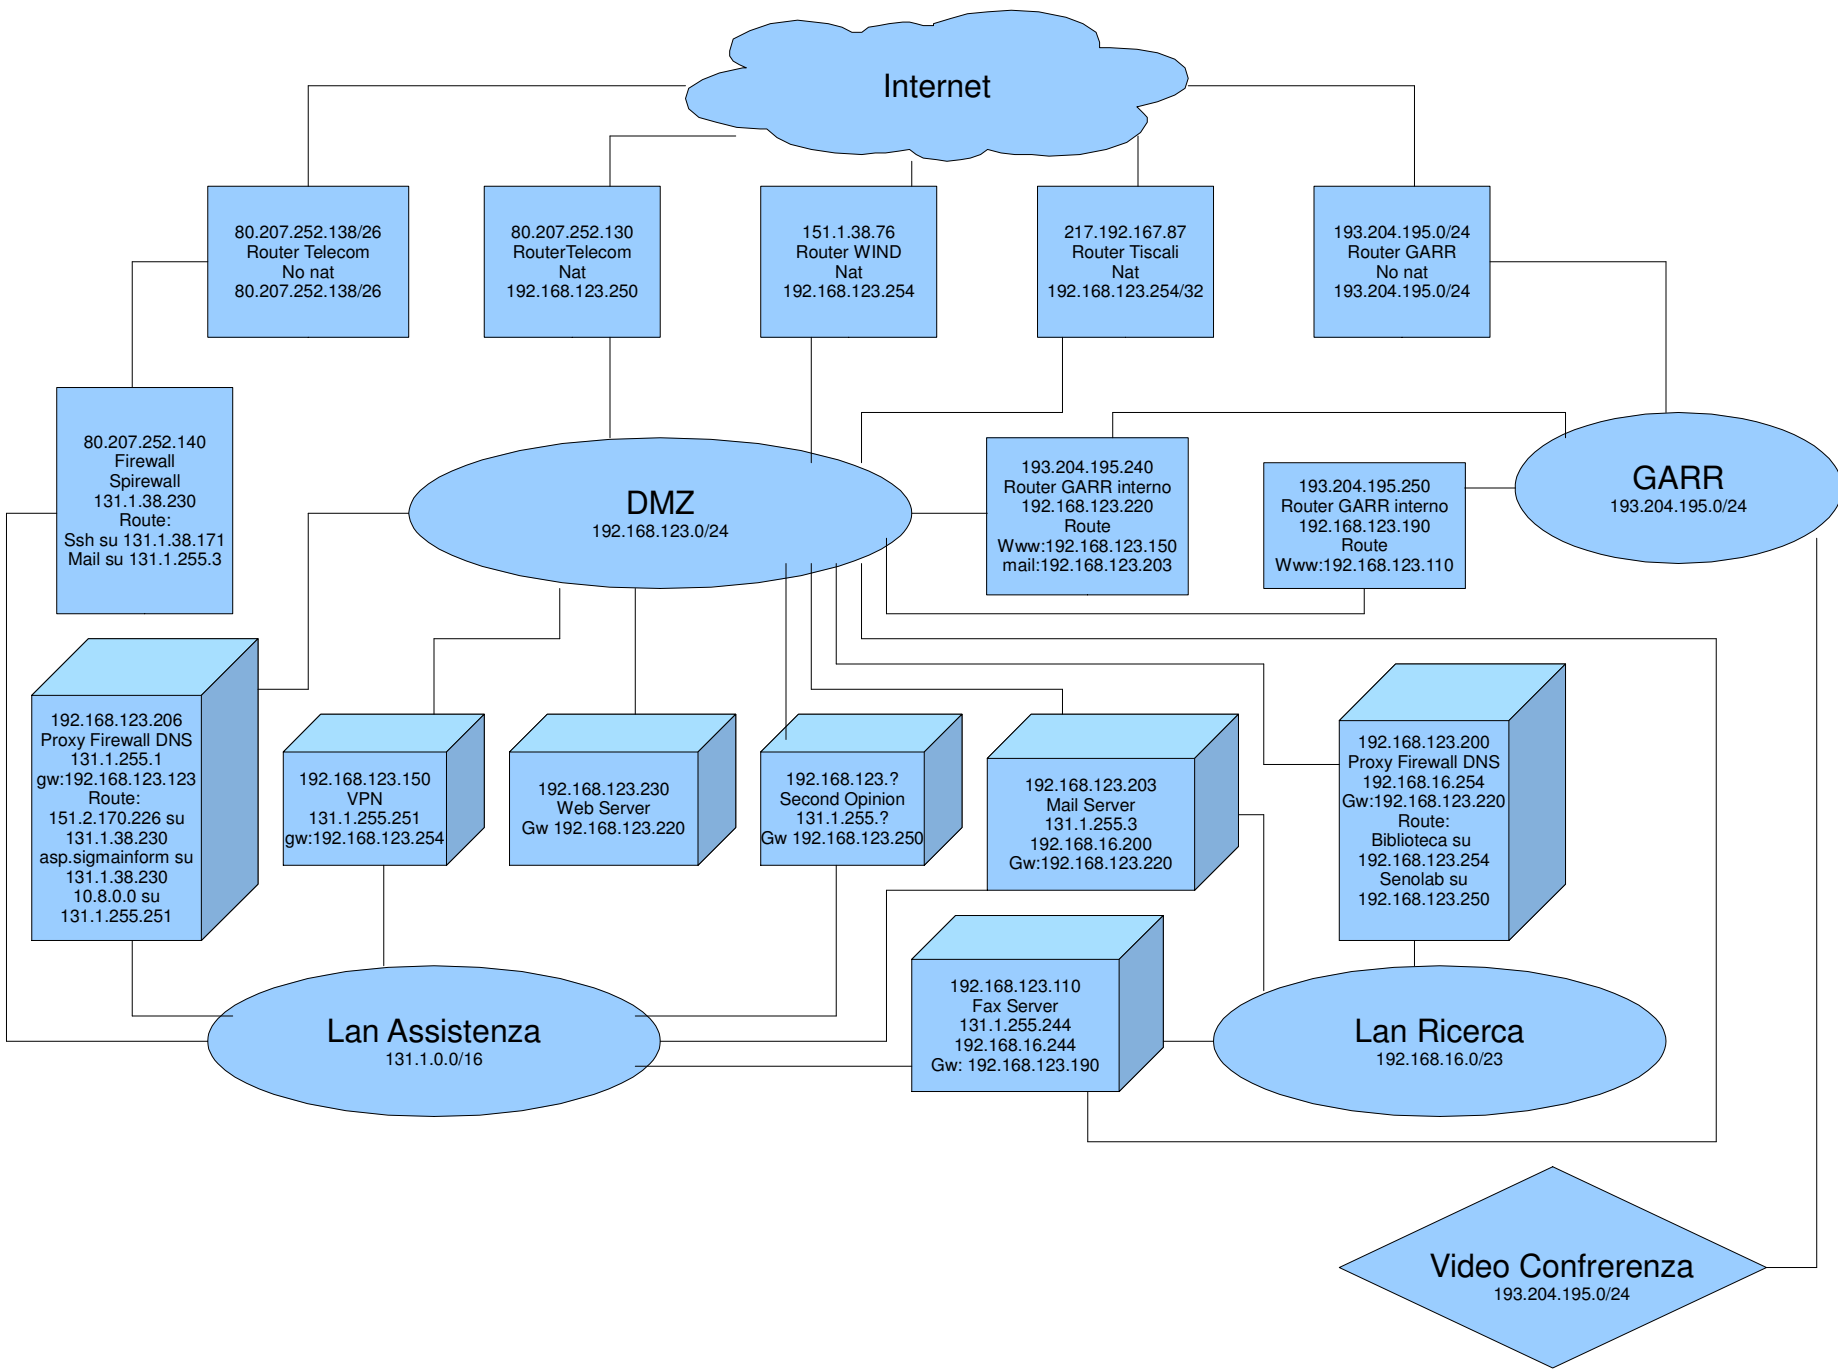 Internet
80.207.252.138/26
Router Telecom
No nat
80.207.252.138/26
80.207.252.130
RouterTelecom
Nat
192.168.123.250
151.1.38.76
Router WIND
Nat
192.168.123.254
217.192.167.87
Router Tiscali
Nat
192.168.123.254/32
193.204.195.0/24
Router GARR
No nat
193.204.195.0/24
80.207.252.140
Firewall
Spirewall
131.1.38.230
Route:
Ssh su 131.1.38.171
Mail su 131.1.255.3
DMZ
192.168.123.0/24
193.204.195.240
Router GARR interno
192.168.123.220
Route
Www:192.168.123.150
mail:192.168.123.203
193.204.195.250
Router GARR interno
192.168.123.190
Route
Www:192.168.123.110
GARR
193.204.195.0/24
192.168.123.206
Proxy Firewall DNS
131.1.255.1
gw:192.168.123.123
Route:
151.2.170.226 su
131.1.38.230
asp.sigmainform su
131.1.38.230
10.8.0.0 su
131.1.255.251
192.168.123.150
VPN
131.1.255.251
gw:192.168.123.254
192.168.123.230
Web Server
Gw 192.168.123.220
192.168.123.?
Second Opinion
131.1.255.?
Gw 192.168.123.250
192.168.123.203
Mail Server
131.1.255.3
192.168.16.200
Gw:192.168.123.220
192.168.123.200
Proxy Firewall DNS
192.168.16.254
Gw:192.168.123.220
Route:
Biblioteca su
192.168.123.254
Senolab su
192.168.123.250
Lan Assistenza
131.1.0.0/16
192.168.123.110
Fax Server
131.1.255.244
192.168.16.244
Gw: 192.168.123.190
Lan Ricerca
192.168.16.0/23
Video Confrerenza
193.204.195.0/24